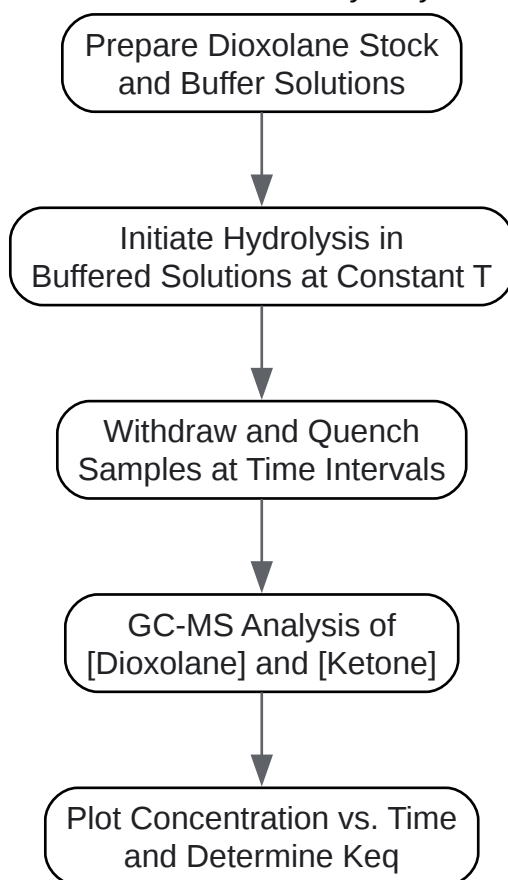 Prepare Dioxolane Stock
and Buffer Solutions
Initiate Hydrolysis in
Buffered Solutions at Constant T
Withdraw and Quench
Samples at Time Intervals
GC-MS Analysis of
[Dioxolane] and [Ketone]
Plot Concentration vs. Time
and Determine Keq